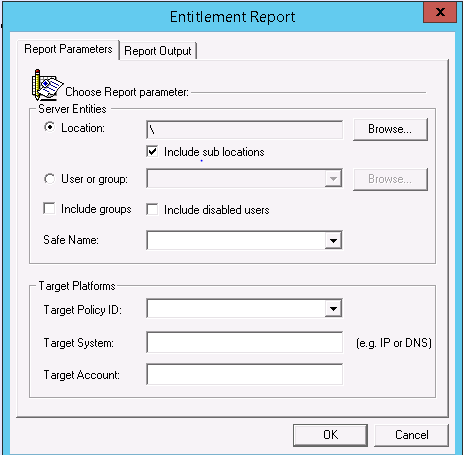 Entitlement Report
x
Report Parameters
Report Output
Choose Report parameter:
Server Entities
Location: \ Browse...
Include sub locations
User or group: Browse...
Include groups Include disabled users
Safe Name:
Target Platforms
Target Policy ID:
Target System: (e.g. IP or DNS)
Target Account:
OK Cancel